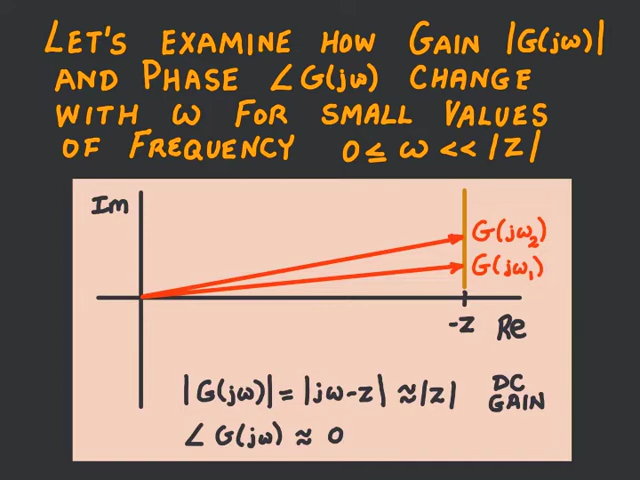 LET'S EXAMINE HOW GAIN |G(jω)|
AND PHASE ∠G(jω) CHANGE
WITH ω FOR SMALL VALUES
OF FREQUENCY 0 ≤ ω << |Z|
Im
G(jω₂)
G(jω₁)
-Z Re
|G(jω)| = |jω-z| ≈ |z| DC GAIN
∠ G(jω) ≈ 0